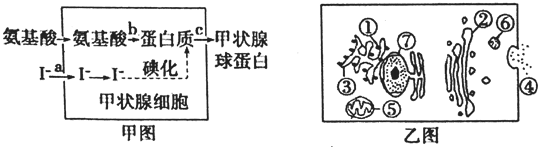 氨基酸 氨基酸 b 蛋白质 c 甲状腺球蛋白
I⁻ a I⁻ I⁻ 碘化
甲状腺细胞
甲图
① ② ③ ④ ⑤ ⑥ ⑦
乙图